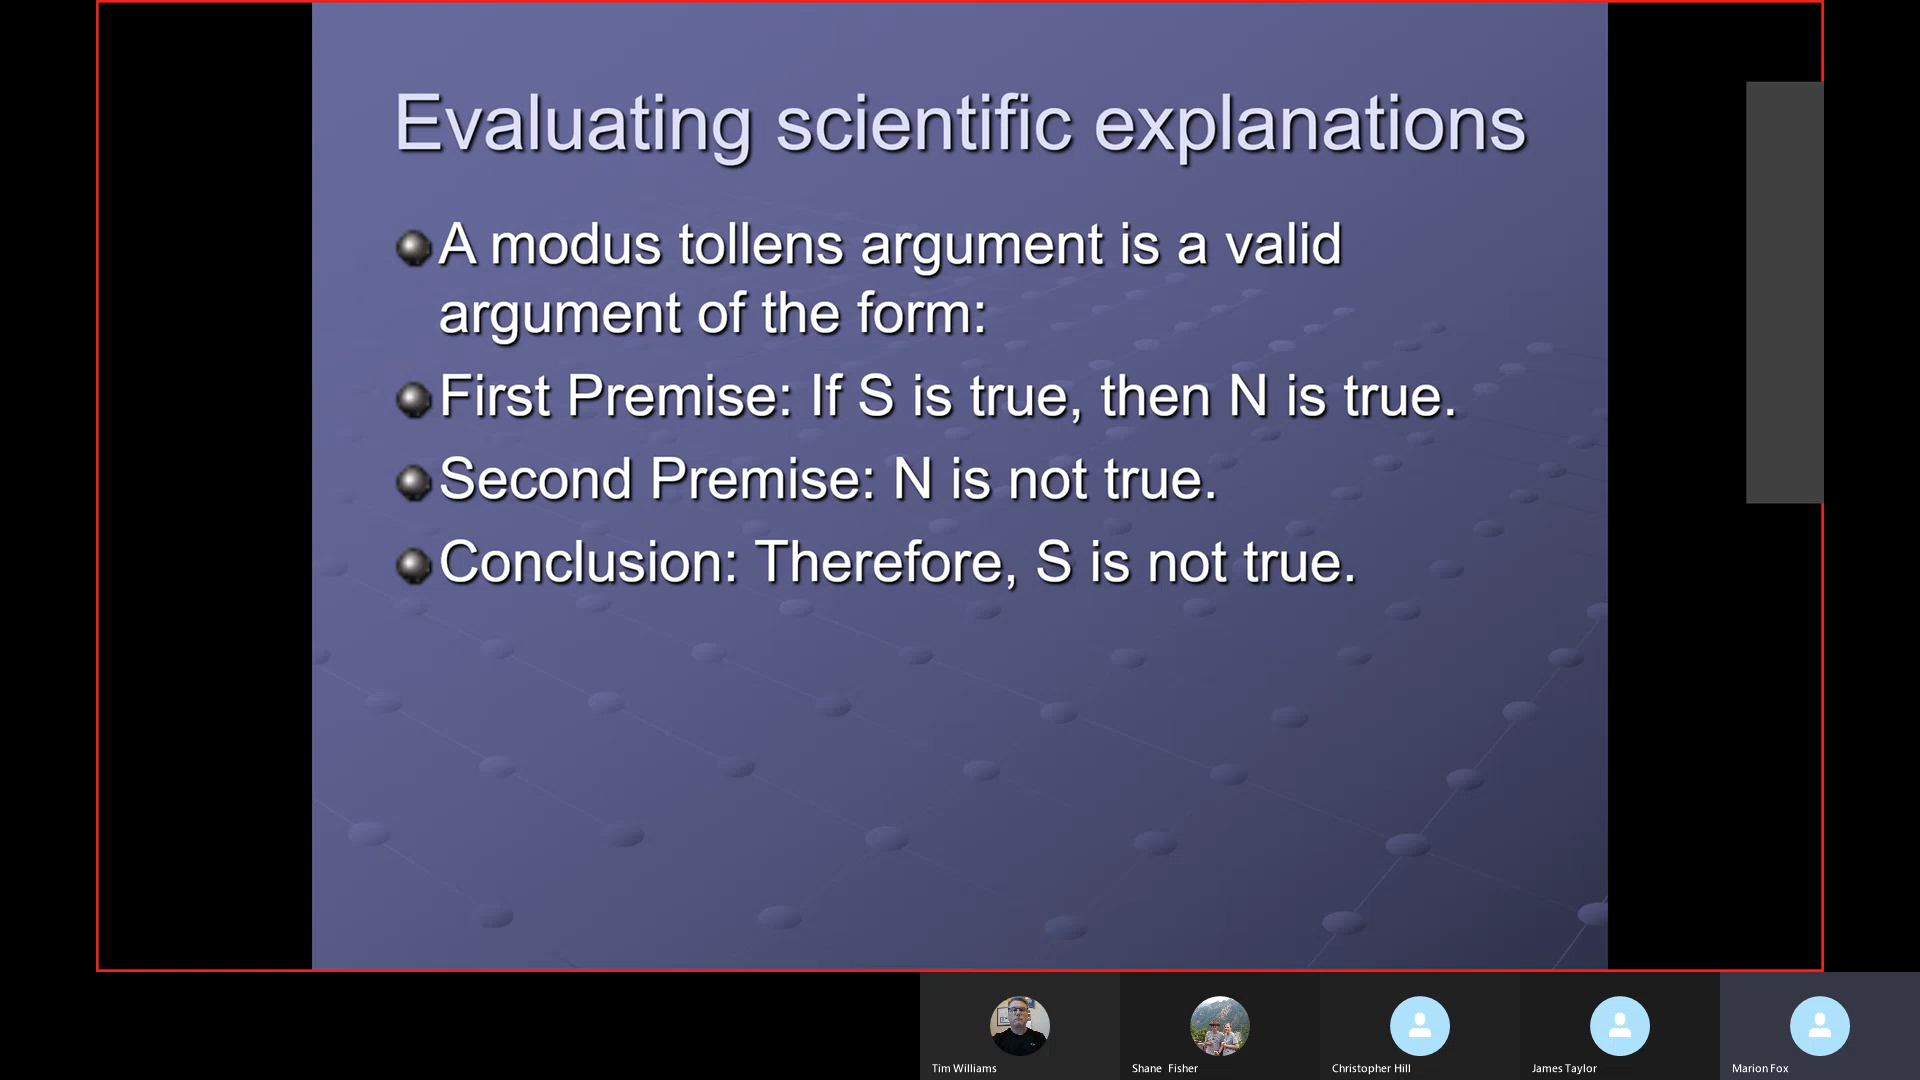 Evaluating scientific explanations
A modus tollens argument is a valid
argument of the form:
First Premise: If S is true, then N is true.
Second Premise: N is not true.
Conclusion: Therefore, S is not true.
Tim Williams
Shane Fisher
Christopher Hill
James Taylor
Marion Fox